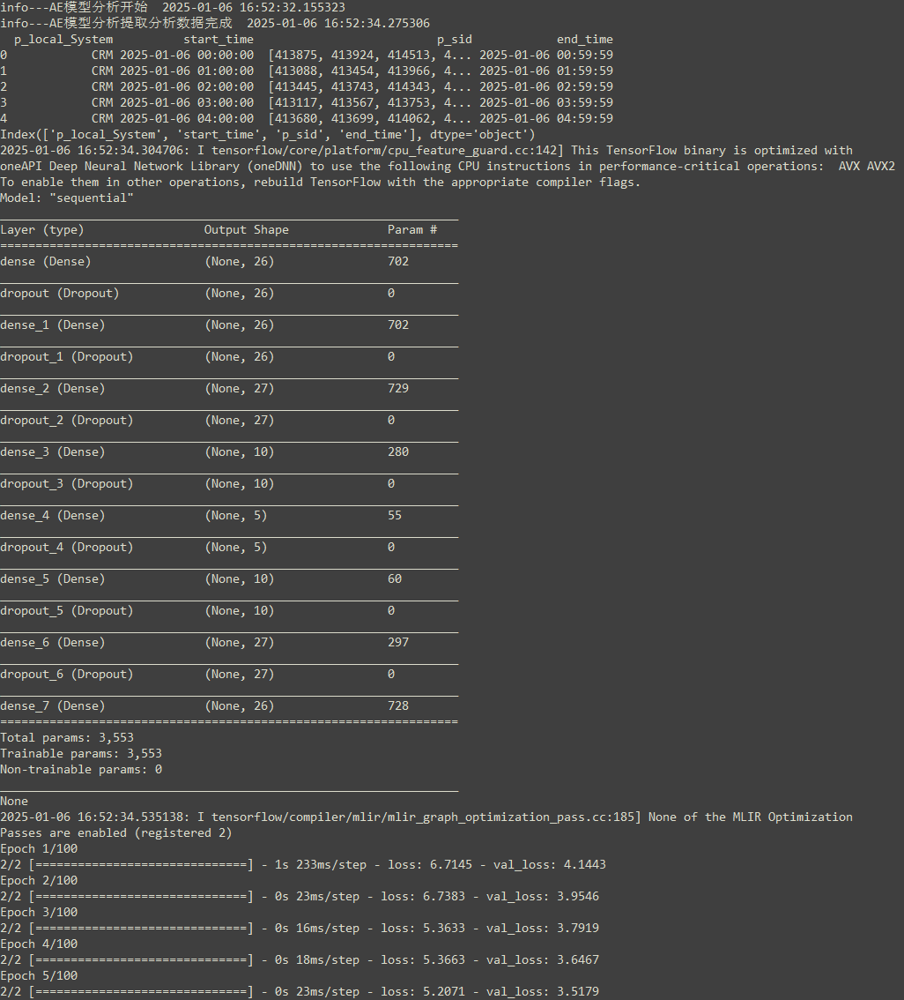 info---AE模型分析开始  2025-01-06 16:52:32.155323
info---AE模型分析提取分析数据完成  2025-01-06 16:52:34.275306
  p_local_System          start_time                          p_sid            end_time
0            CRM 2025-01-06 00:00:00  [413875, 413924, 414513, 4... 2025-01-06 00:59:59
1            CRM 2025-01-06 01:00:00  [413088, 413454, 413966, 4... 2025-01-06 01:59:59
2            CRM 2025-01-06 02:00:00  [413445, 413743, 414343, 4... 2025-01-06 02:59:59
3            CRM 2025-01-06 03:00:00  [413117, 413567, 413753, 4... 2025-01-06 03:59:59
4            CRM 2025-01-06 04:00:00  [413680, 413699, 414062, 4... 2025-01-06 04:59:59
Index(['p_local_System', 'start_time', 'p_sid', 'end_time'], dtype='object')
2025-01-06 16:52:34.304706: I tensorflow/core/platform/cpu_feature_guard.cc:142] This TensorFlow binary is optimized with
oneAPI Deep Neural Network Library (oneDNN) to use the following CPU instructions in performance-critical operations:  AVX AVX2
To enable them in other operations, rebuild TensorFlow with the appropriate compiler flags.
Model: "sequential"
_________________________________________________________________
Layer (type)                 Output Shape              Param #
=================================================================
dense (Dense)                (None, 26)                702
_________________________________________________________________
dropout (Dropout)            (None, 26)                0
_________________________________________________________________
dense_1 (Dense)              (None, 26)                702
_________________________________________________________________
dropout_1 (Dropout)          (None, 26)                0
_________________________________________________________________
dense_2 (Dense)              (None, 27)                729
_________________________________________________________________
dropout_2 (Dropout)          (None, 27)                0
_________________________________________________________________
dense_3 (Dense)              (None, 10)                280
_________________________________________________________________
dropout_3 (Dropout)          (None, 10)                0
_________________________________________________________________
dense_4 (Dense)              (None, 5)                 55
_________________________________________________________________
dropout_4 (Dropout)          (None, 5)                 0
_________________________________________________________________
dense_5 (Dense)              (None, 10)                60
_________________________________________________________________
dropout_5 (Dropout)          (None, 10)                0
_________________________________________________________________
dense_6 (Dense)              (None, 27)                297
_________________________________________________________________
dropout_6 (Dropout)          (None, 27)                0
_________________________________________________________________
dense_7 (Dense)              (None, 26)                728
=================================================================
Total params: 3,553
Trainable params: 3,553
Non-trainable params: 0
_________________________________________________________________
None
2025-01-06 16:52:34.535138: I tensorflow/compiler/mlir/mlir_graph_optimization_pass.cc:185] None of the MLIR Optimization
Passes are enabled (registered 2)
Epoch 1/100
2/2 [==============================] - 1s 233ms/step - loss: 6.7145 - val_loss: 4.1443
Epoch 2/100
2/2 [==============================] - 0s 23ms/step - loss: 6.7383 - val_loss: 3.9546
Epoch 3/100
2/2 [==============================] - 0s 16ms/step - loss: 5.3633 - val_loss: 3.7919
Epoch 4/100
2/2 [==============================] - 0s 18ms/step - loss: 5.3663 - val_loss: 3.6467
Epoch 5/100
2/2 [==============================] - 0s 23ms/step - loss: 5.2071 - val_loss: 3.5179